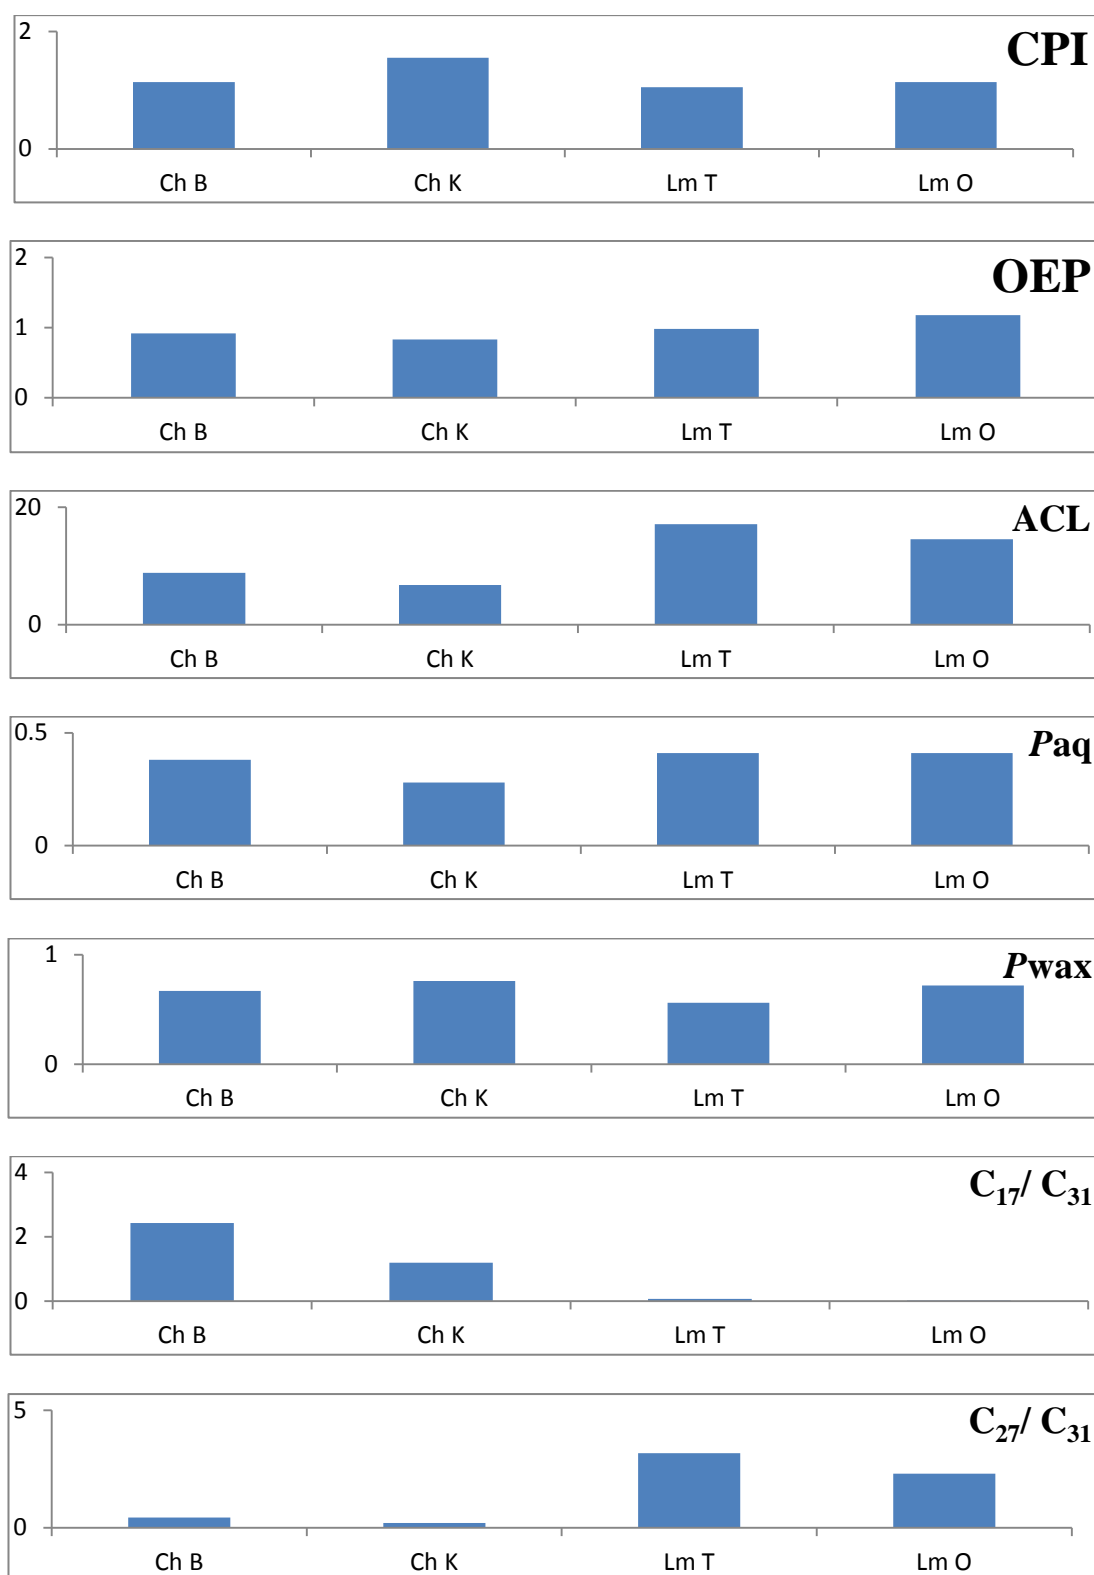 CPI
2
0
Ch B Ch K Lm T Lm O
OEP
2
1
0
Ch B Ch K Lm T Lm O
ACL
20
0
Ch B Ch K Lm T Lm O
Paq
0.5
0
Ch B Ch K Lm T Lm O
Pwax
1
0
Ch B Ch K Lm T Lm O
C₁₇/ C₃₁
4
2
0
Ch B Ch K Lm T Lm O
C₂₇/ C₃₁
5
0
Ch B Ch K Lm T Lm O